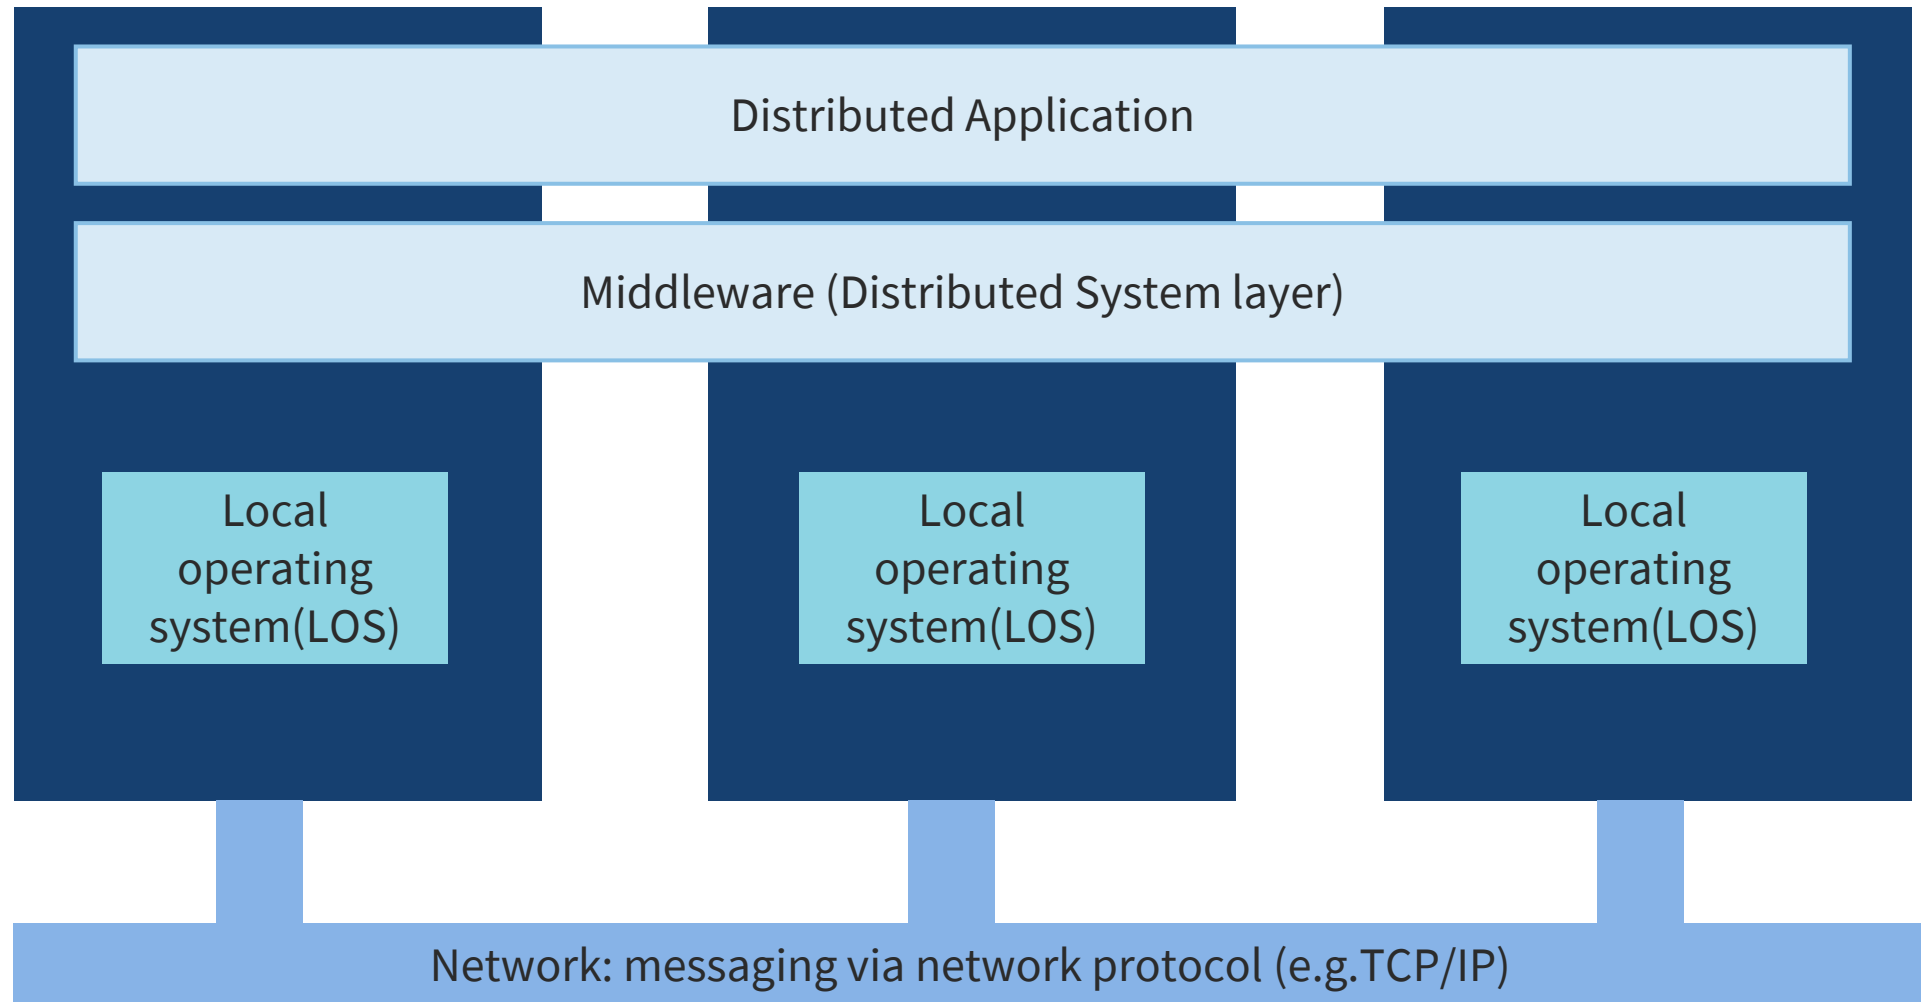 Distributed Application
Middleware (Distributed System layer)
Local
operating
system(LOS)
Local
operating
system(LOS)
Local
operating
system(LOS)
Network: messaging via network protocol (e.g.TCP/IP)